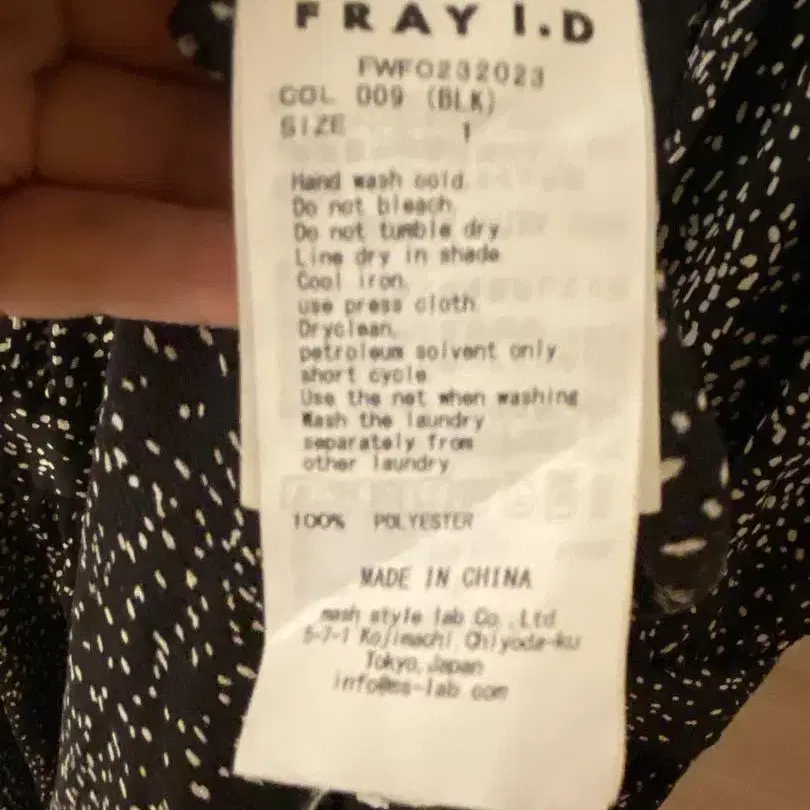 FRAY I.D
FWFO232023
COL 009 (BLK)
SIZE 1
Hand wash cold.
Do not bleach.
Do not tumble dry.
Line dry in shade.
Cool iron,
use press cloth.
Dryclean,
petroleum solvent only.
short cycle
Use the net when washing
Wash the laundry
separately from
other laundry
100% POLYESTER
MADE IN CHINA
mash style lab Co.,Ltd.
5-7-1 Kojimachi Chiyoda-ku
Tokyo,Japan
info@ms-lab.com